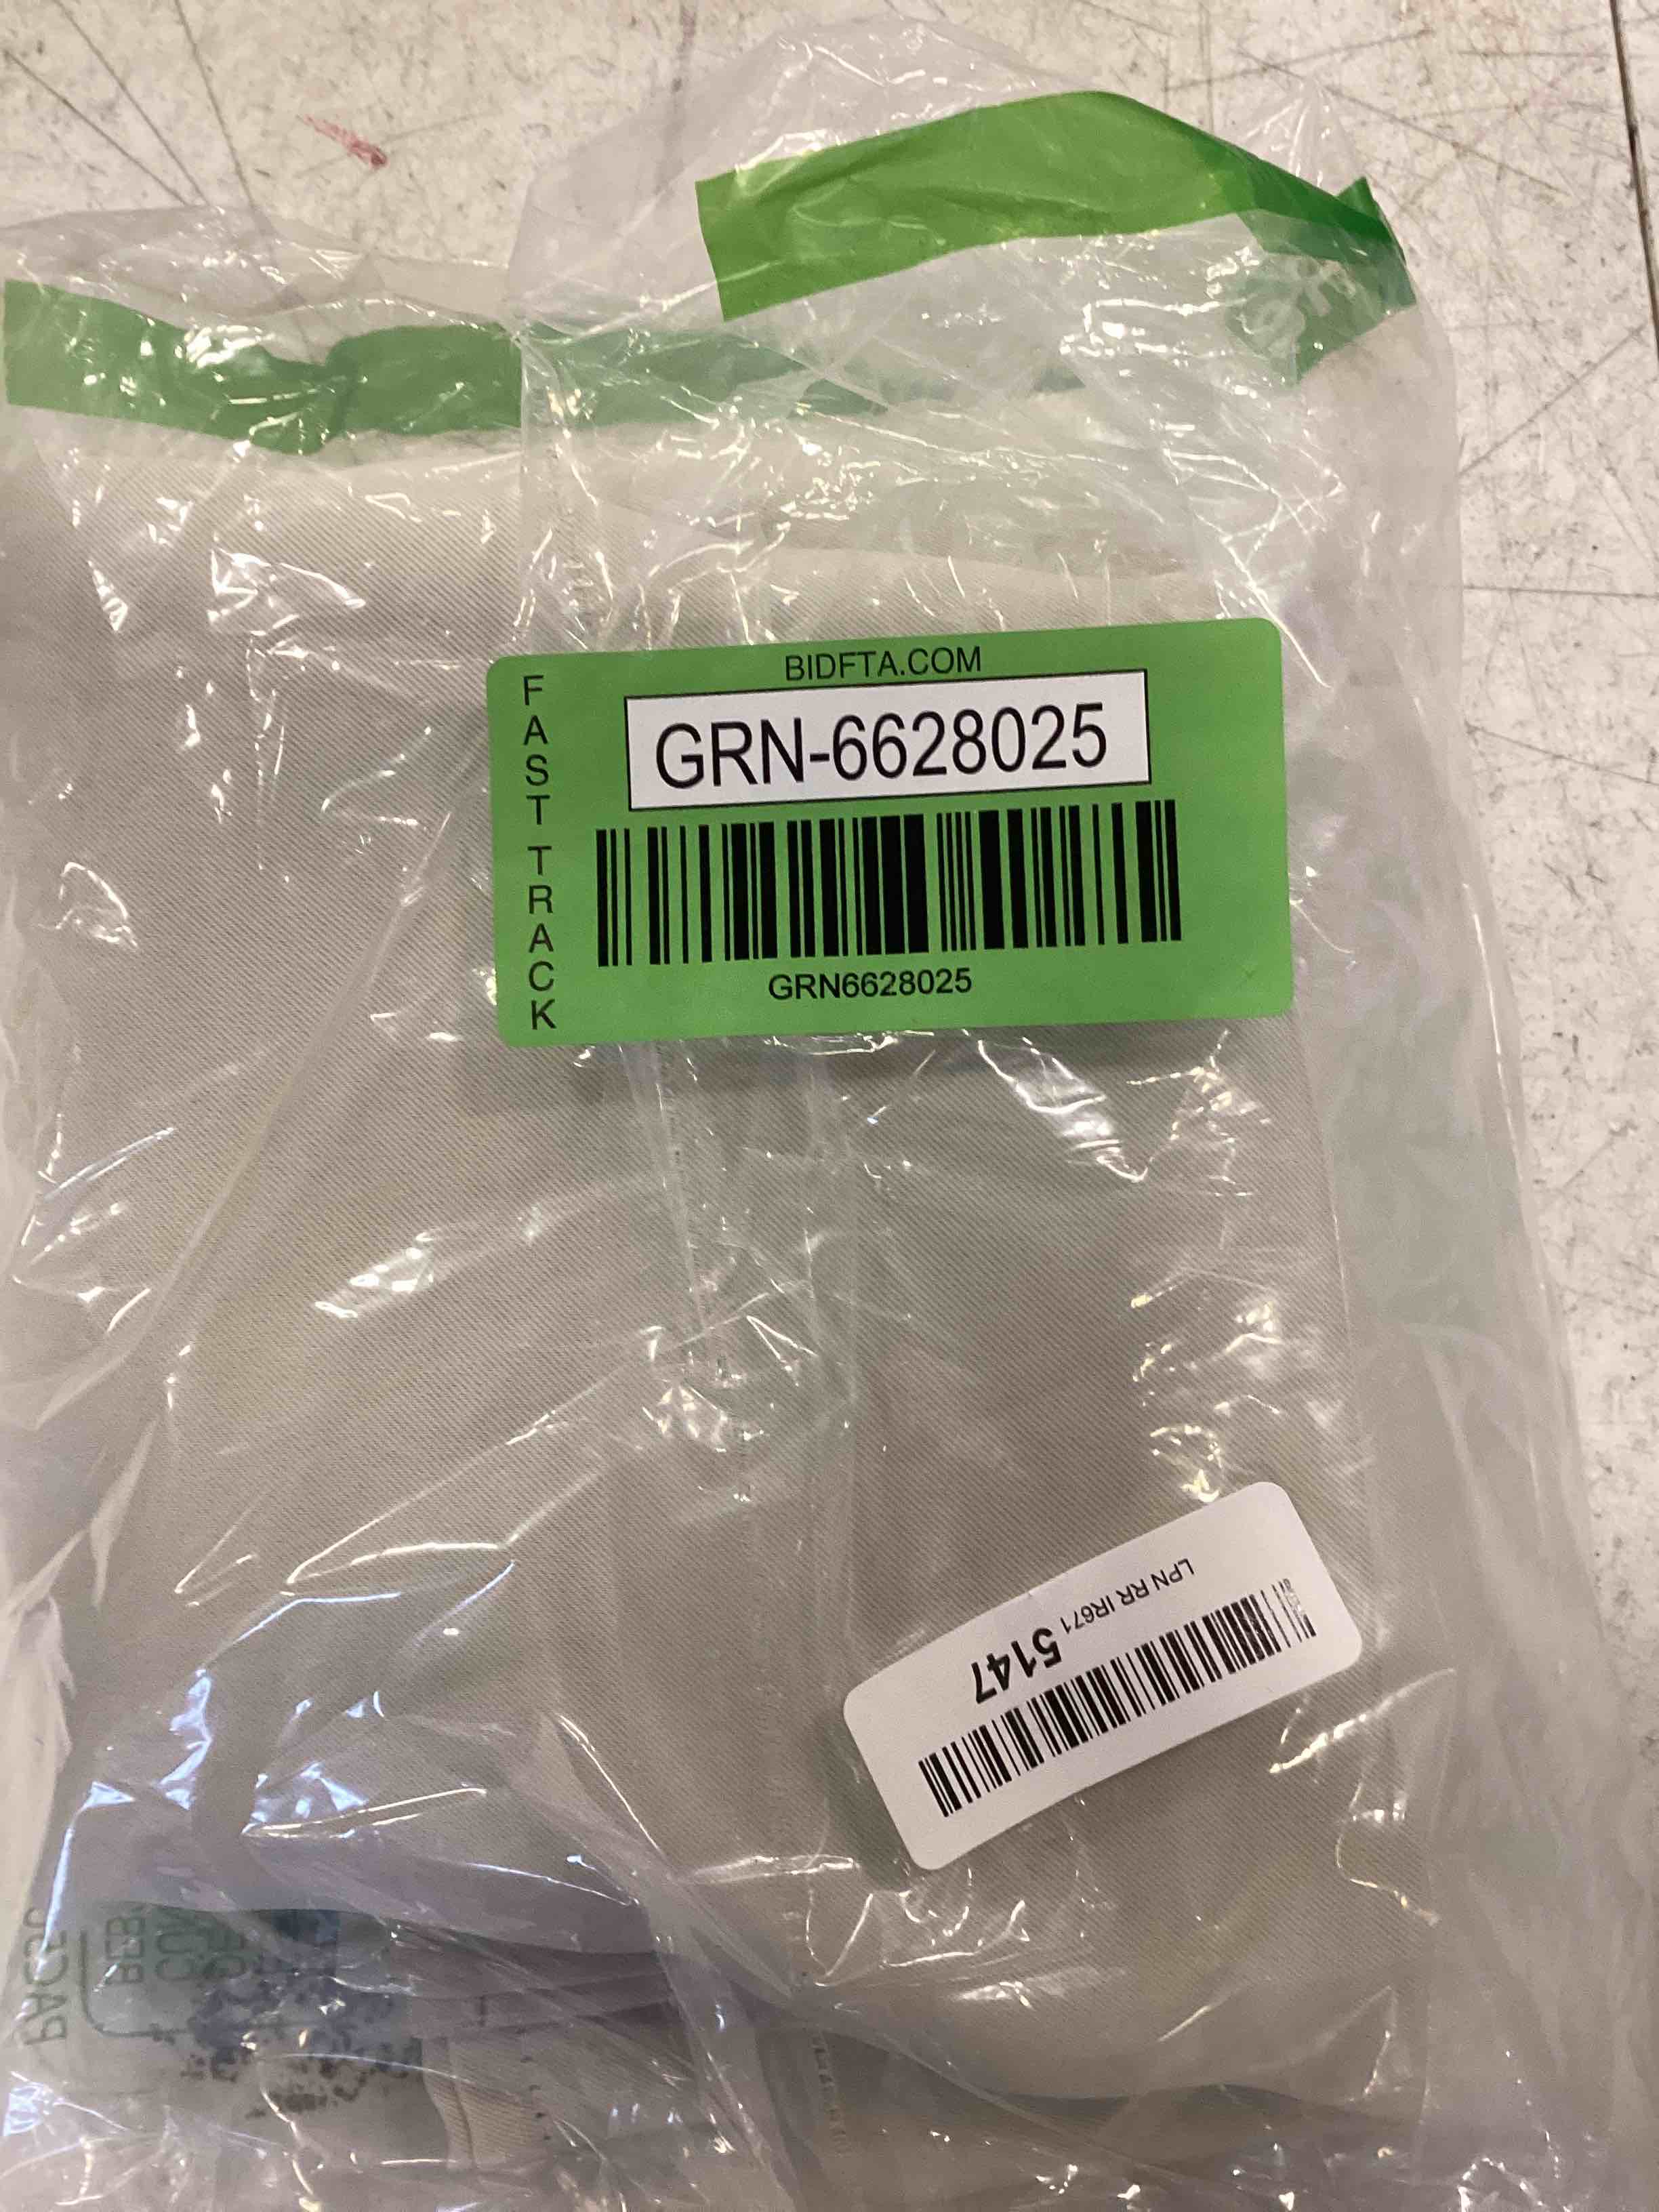 BIDFTA.COM
FAST TRACK
GRN-6628025
GRN6628025
LPN RR IR671 5147